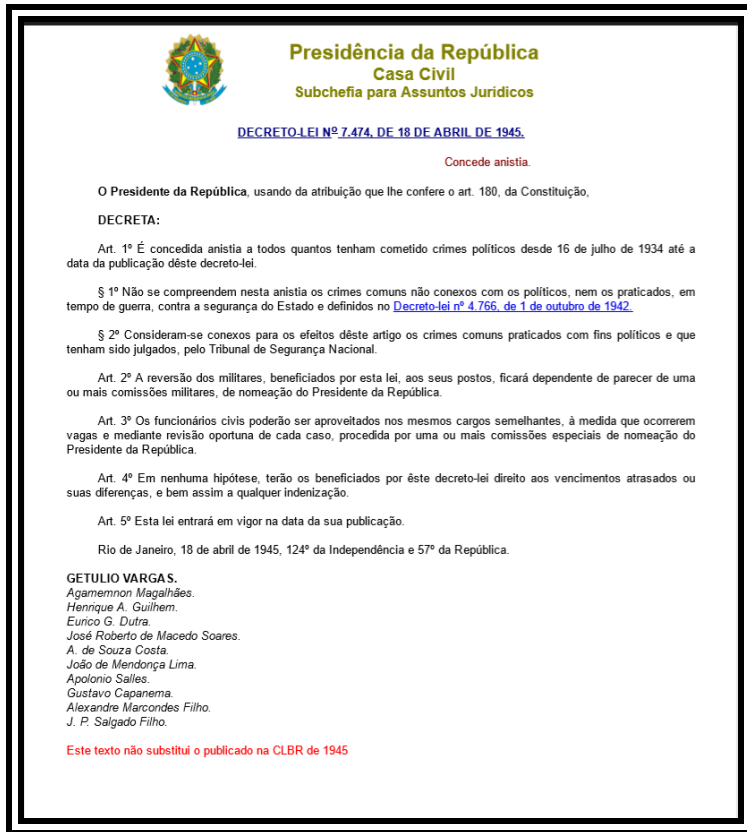 Presidência da República
Casa Civil
Subchefia para Assuntos Jurídicos
DECRETO-LEI Nº 7.474, DE 18 DE ABRIL DE 1945.
Concede anistia.
O Presidente da República, usando da atribuição que lhe confere o art. 180, da Constituição,
DECRETA:
Art. 1º É concedida anistia a todos quantos tenham cometido crimes políticos desde 16 de julho de 1934 até a
data da publicação dêste decreto-lei.
§ 1º Não se compreendem nesta anistia os crimes comuns não conexos com os políticos, nem os praticados, em
tempo de guerra, contra a segurança do Estado e definidos no Decreto-lei nº 4.766, de 1 de outubro de 1942.
§ 2º Consideram-se conexos para os efeitos dêste artigo os crimes comuns praticados com fins políticos e que
tenham sido julgados, pelo Tribunal de Segurança Nacional.
Art. 2º A reversão dos militares, beneficiados por esta lei, aos seus postos, ficará dependente de parecer de uma
ou mais comissões militares, de nomeação do Presidente da República.
Art. 3º Os funcionários civis poderão ser aproveitados nos mesmos cargos semelhantes, à medida que ocorrerem
vagas e mediante revisão oportuna de cada caso, procedida por uma ou mais comissões especiais de nomeação do
Presidente da República.
Art. 4º Em nenhuma hipótese, terão os beneficiados por êste decreto-lei direito aos vencimentos atrasados ou
suas diferenças, e bem assim a qualquer indenização.
Art. 5º Esta lei entrará em vigor na data da sua publicação.
Rio de Janeiro, 18 de abril de 1945, 124º da Independência e 57º da República.
GETULIO VARGAS.
Agamemnon Magalhães.
Henrique A. Guilhem.
Eurico G. Dutra.
José Roberto de Macedo Soares.
A. de Souza Costa.
João de Mendonça Lima.
Apolonio Salles.
Gustavo Capanema.
Alexandre Marcondes Filho.
J. P. Salgado Filho.
Este texto não substitui o publicado na CLBR de 1945